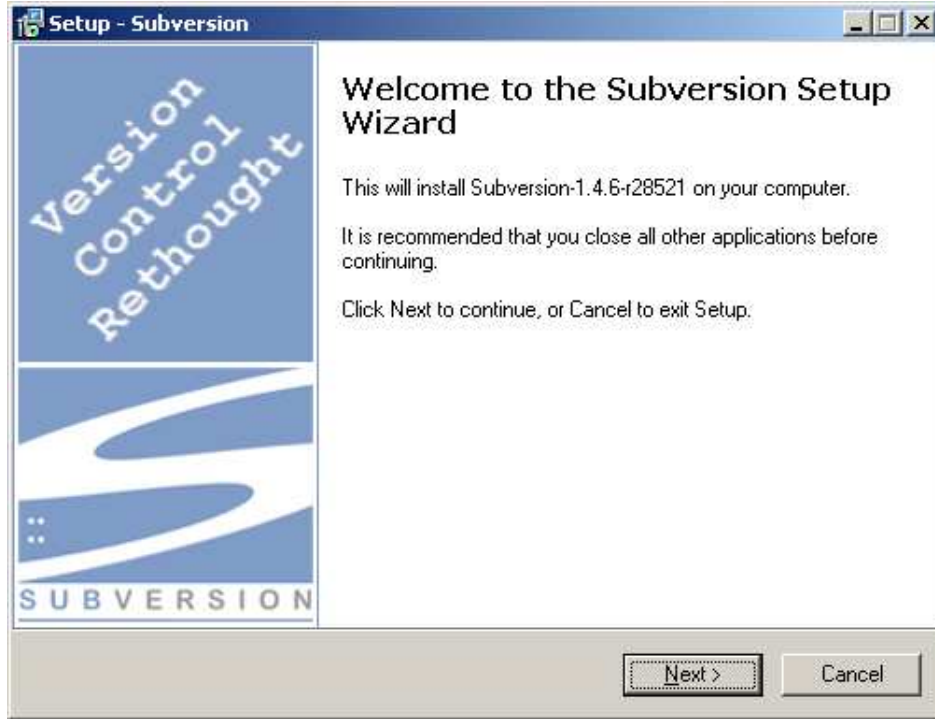 Setup - Subversion
Version
Control
Rethought
SUBVERSION
Welcome to the Subversion Setup
Wizard
This will install Subversion-1.4.6-r28521 on your computer.
It is recommended that you close all other applications before
continuing.
Click Next to continue, or Cancel to exit Setup.
Next >
Cancel